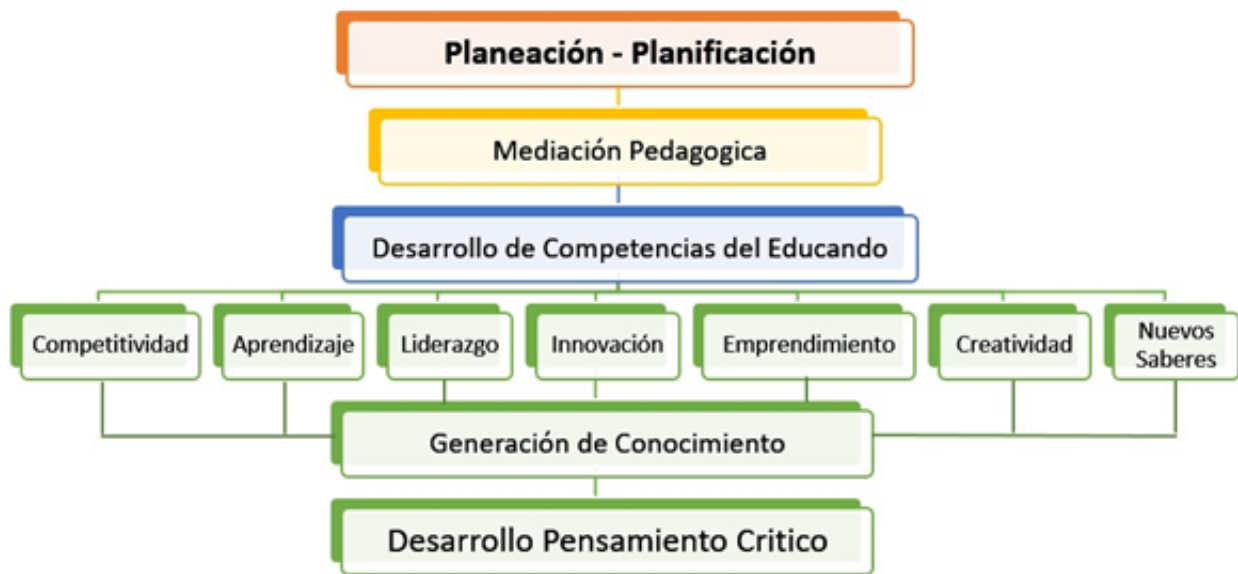 Planeación - Planificación
Mediación Pedagogica
Desarrollo de Competencias del Educando
Competitividad
Aprendizaje
Liderazgo
Innovación
Emprendimiento
Creatividad
Nuevos
Saberes
Generación de Conocimiento
Desarrollo Pensamiento Critico